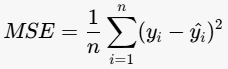 MSE = \frac{1}{n} \sum_{i=1}^{n} (y_i - \hat{y}_i)^2